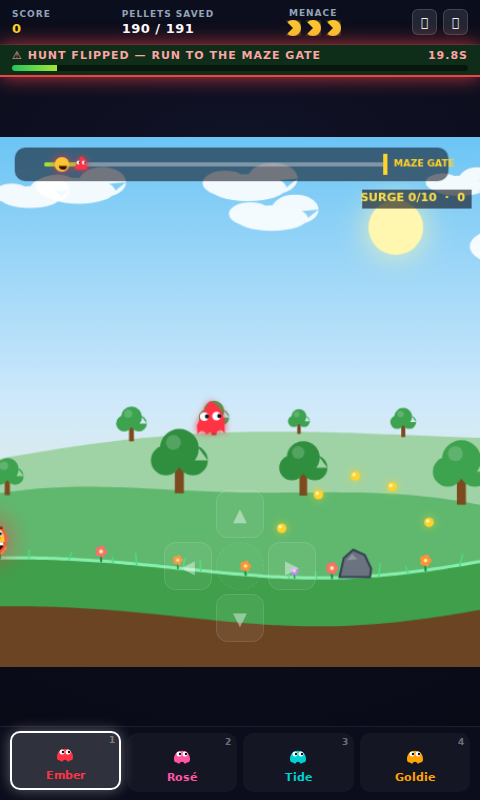 SCORE
0
PELLETS SAVED
190 / 191
MENACE
⚠ HUNT FLIPPED — RUN TO THE MAZE GATE
19.8S
MAZE GATE
SURGE 0/10 · 0
1
Ember
2
Rosé
3
Tide
4
Goldie